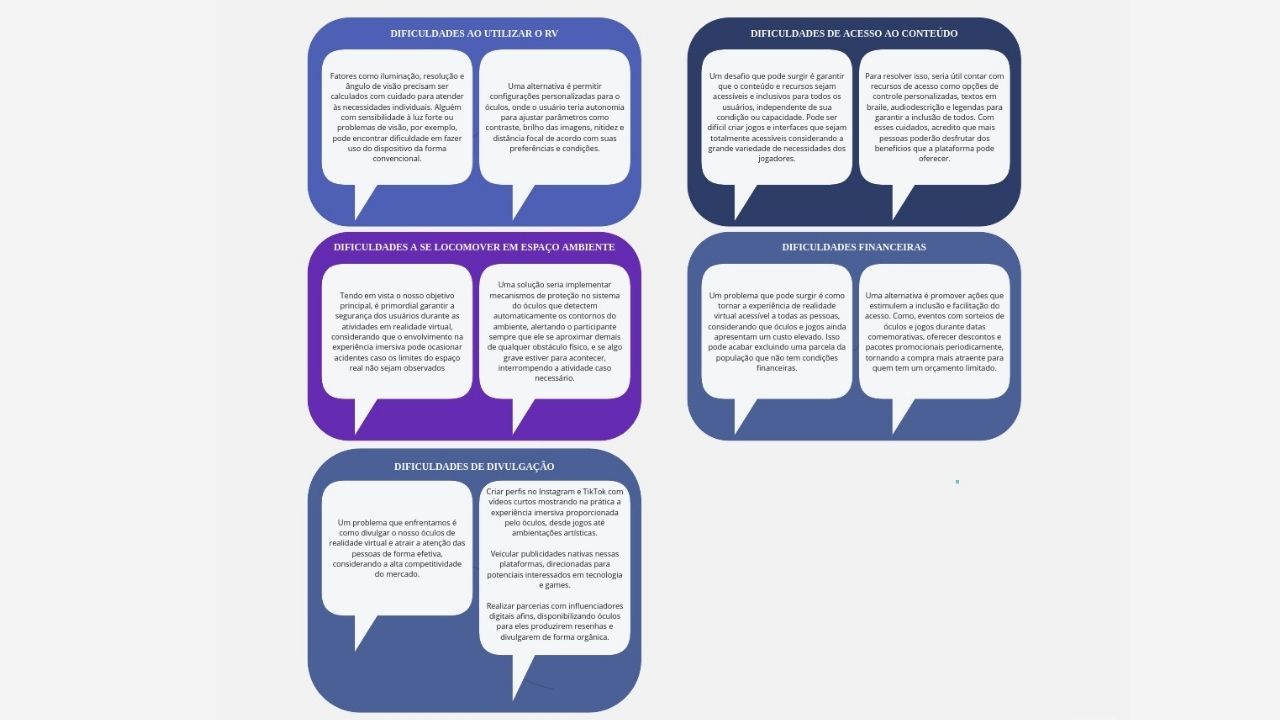 DIFICULDADES AO UTILIZAR O RV
Fatores como iluminação, resolução e
ângulo de visão precisam ser
calculados com cuidado para atender
às necessidades individuais. Alguém
com sensibilidade à luz forte ou
problemas de visão, por exemplo,
pode encontrar dificuldade em fazer
uso do dispositivo da forma
convencional.
Uma alternativa é permitir
configurações personalizadas para o
óculos, onde o usuário teria autonomia
para ajustar parâmetros como
contraste, brilho das imagens, nitidez e
distância focal de acordo com suas
preferências e condições.
DIFICULDADES DE ACESSO AO CONTEÚDO
Um desafio que pode surgir é garantir
que o conteúdo e recursos sejam
acessíveis e inclusivos para todos os
usuários, independente de sua
condição ou capacidade. Pode ser
difícil criar jogos e interfaces que sejam
totalmente acessíveis considerando a
grande variedade de necessidades dos
jogadores.
Para resolver isso, seria útil contar com
recursos de acesso como opções de
controle personalizadas, textos em
braile, audiodescrição e legendas para
garantir a inclusão de todos. Com
esses cuidados, acredito que mais
pessoas poderão desfrutar dos
benefícios que a plataforma pode
oferecer.
DIFICULDADES A SE LOCOMOVER EM ESPAÇO AMBIENTE
Tendo em vista o nosso objetivo
principal, é primordial garantir a
segurança dos usuários durante as
atividades em realidade virtual,
considerando que o envolvimento na
experiência imersiva pode ocasionar
acidentes caso os limites do espaço
real não sejam observados
Uma solução seria implementar
mecanismos de proteção no sistema
do óculos que detectem
automaticamente os contornos do
ambiente, alertando o participante
sempre que ele se aproximar demais
de qualquer obstáculo físico, e se algo
grave estiver para acontecer,
interrompendo a atividade caso
necessário.
DIFICULDADES FINANCEIRAS
Um problema que pode surgir é como
tornar a experiência de realidade
virtual acessível a todas as pessoas,
considerando que óculos e jogos ainda
apresentam um custo elevado. Isso
pode acabar excluindo uma parcela da
população que não tem condições
financeiras.
Uma alternativa é promover ações que
estimulem a inclusão e facilitação do
acesso. Como, eventos com sorteios de
óculos e jogos durante datas
comemorativas, oferecer descontos e
pacotes promocionais periodicamente,
tornando a compra mais atraente para
quem tem um orçamento limitado.
DIFICULDADES DE DIVULGAÇÃO
Um problema que enfrentamos é
como divulgar o nosso óculos de
realidade virtual e atrair a atenção das
pessoas de forma efetiva,
considerando a alta competitividade
do mercado.
Criar perfis no Instagram e TikTok com
vídeos curtos mostrando na prática a
experiência imersiva proporcionada
pelo óculos, desde jogos até
ambientações artísticas.
Veicular publicidades nativas nessas
plataformas, direcionadas para
potenciais interessados em tecnologia
e games.
Realizar parcerias com influenciadores
digitais afins, disponibilizando óculos
para eles produzirem resenhas e
divulgarem de forma orgânica.